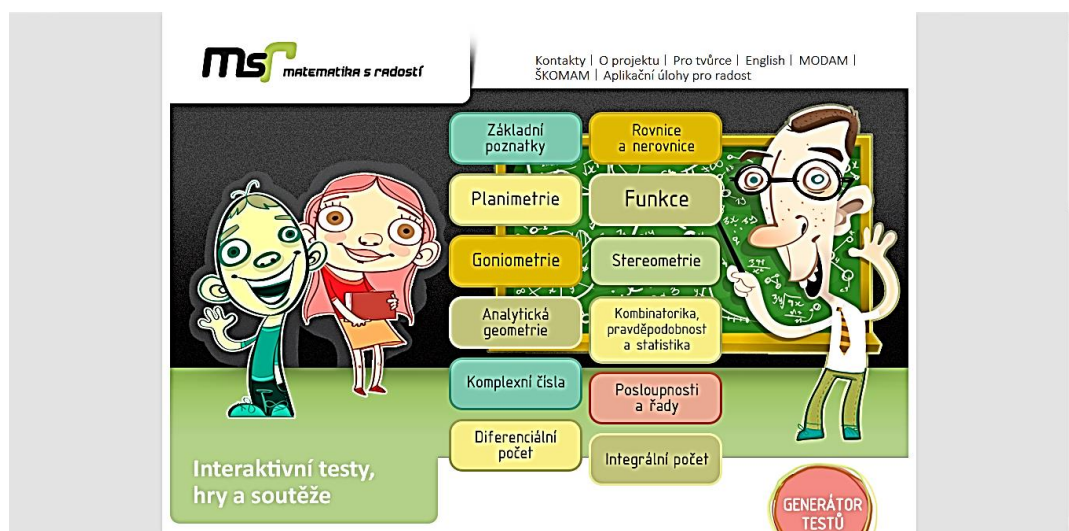 msr matematika s radostí
Kontakty | O projektu | Pro tvůrce | English | MODAM |
ŠKOMAM | Aplikační úlohy pro radost
Základní
poznatky
Rovnice
a nerovnice
Planimetrie
Funkce
Goniometrie
Stereometrie
Analytická
geometrie
Kombinatorika,
pravděpodobnost
a statistika
Komplexní čísla
Posloupnosti
a řady
Diferenciální
počet
Integrální počet
Interaktivní testy,
hry a soutěže
GENERÁTOR
TESTŮ